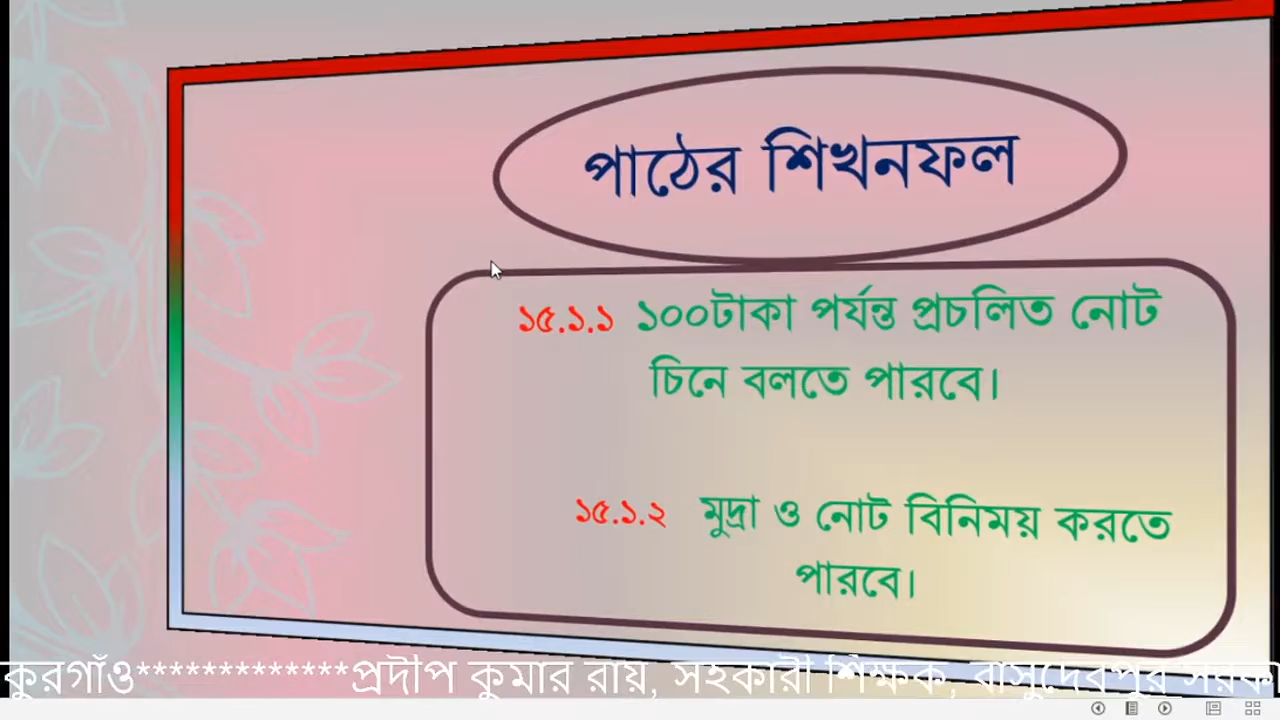 পাঠের শিখনফল
১৫.১.১ ১০০টাকা পর্যন্ত প্রচলিত নোট
চিনে বলতে পারবে।
১৫.১.২ মুদ্রা ও নোট বিনিময় করতে
পারবে।
কুরগাঁও*************প্রদীপ কুমার রায়, সহকারী শিক্ষক, বাসুদেবপুর সরকা